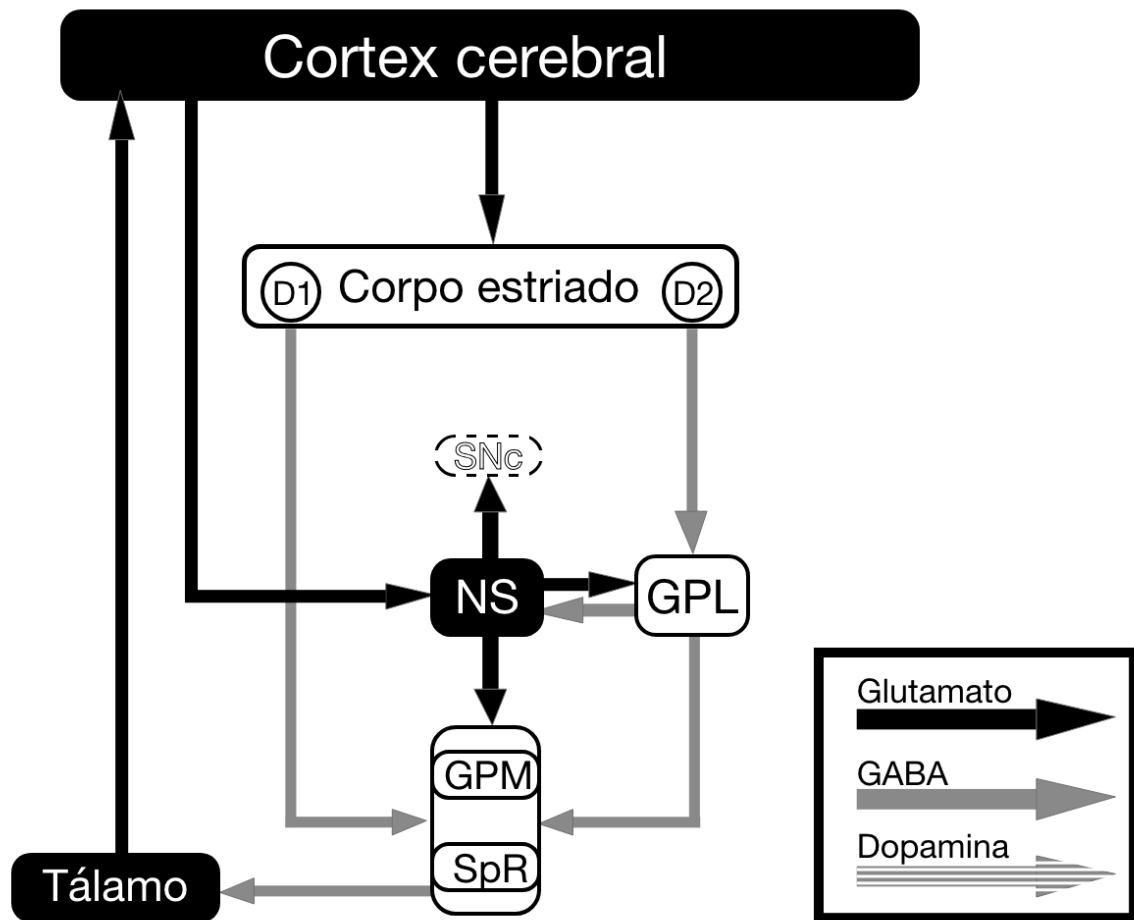 Cortex cerebral
D1 Corpo estriado D2
SNc
NS
GPL
GPM
SpR
Tálamo
Glutamato
GABA
Dopamina